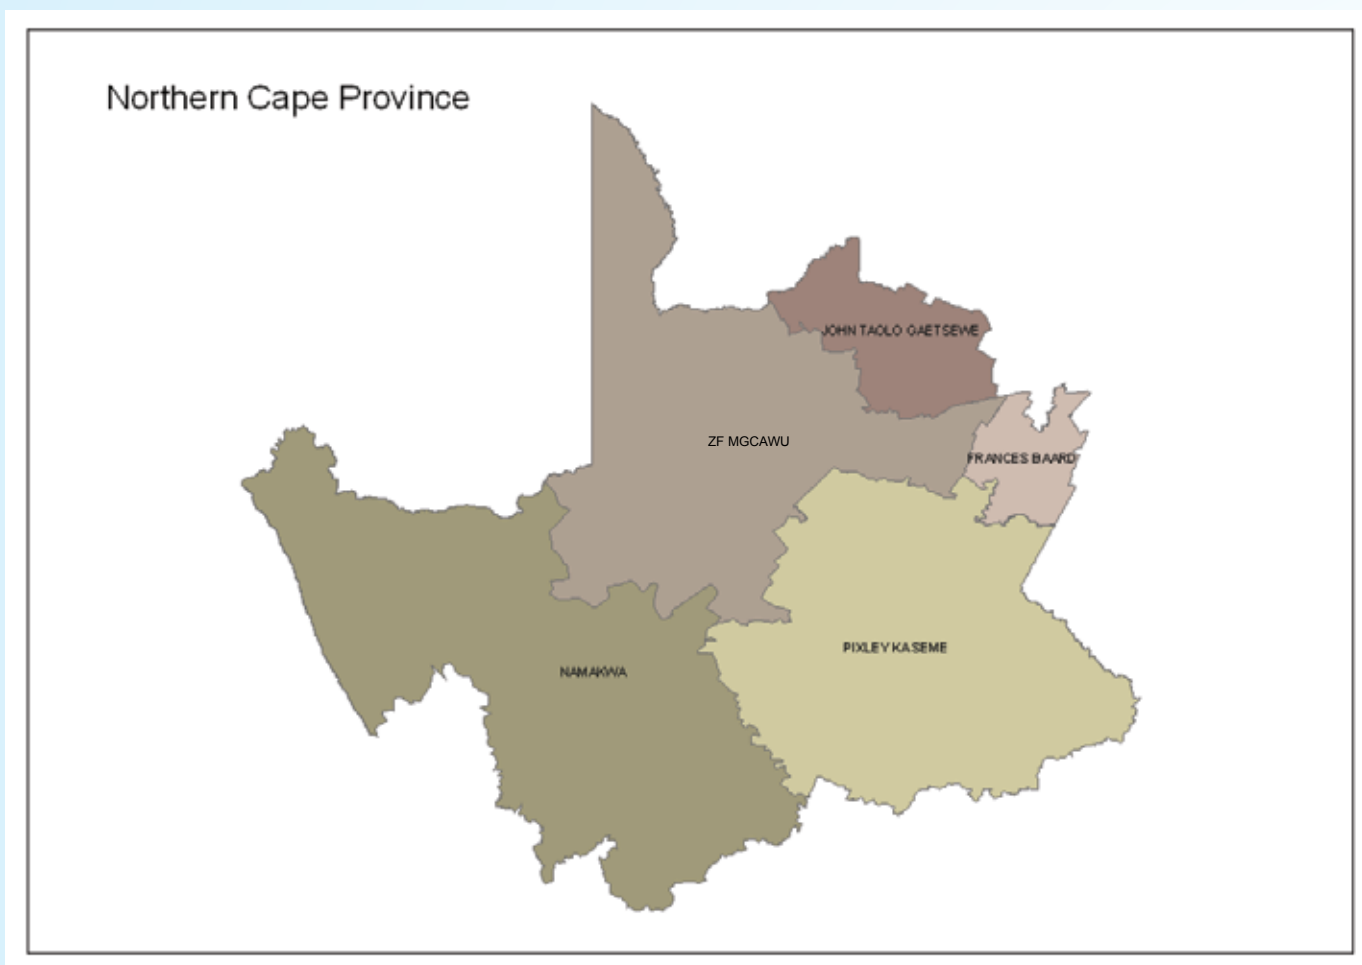 Northern Cape Province
JOHN TAOLO GAETSEWE
ZF MGCAWU
FRANCES BAARD
PIXLEY KA SEME
NAMAKWA